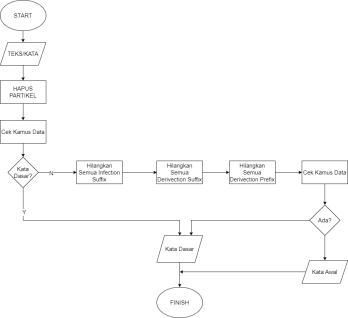 START
TEKS/KATA
HAPUS
PARTIKEL
Cek Kamus Data
Kata
Dasar?
N
Hilangkan
Semua Infection
Suffix
Hilangkan
Semua
Derivection Suffix
Hilangkan
Semua
Derivection Prefix
Cek Kamus Data
Y
Ada?
Kata Dasar
Kata Awal
FINISH